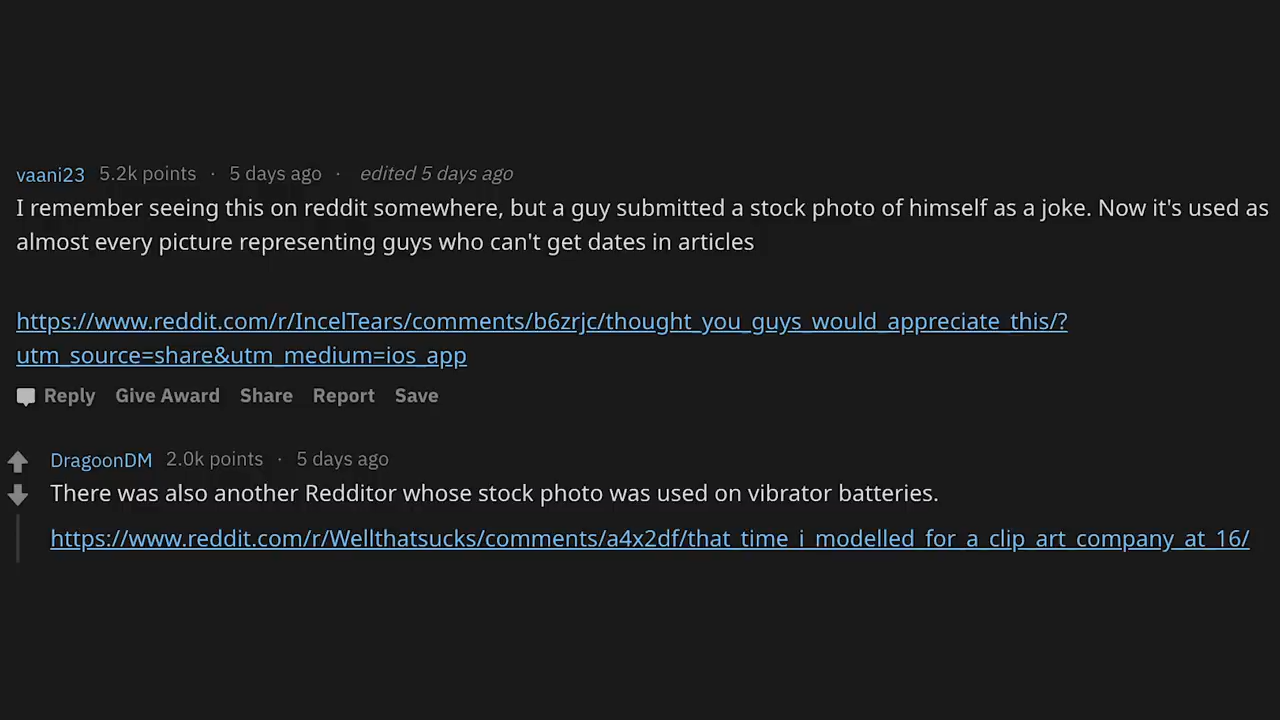 vaani23 5.2k points · 5 days ago · edited 5 days ago
I remember seeing this on reddit somewhere, but a guy submitted a stock photo of himself as a joke. Now it's used as
almost every picture representing guys who can't get dates in articles
https://www.reddit.com/r/IncelTears/comments/b6zrjc/thought_you_guys_would_appreciate_this/?
utm_source=share&utm_medium=ios_app
Reply Give Award Share Report Save
DragoonDM 2.0k points · 5 days ago
There was also another Redditor whose stock photo was used on vibrator batteries.
https://www.reddit.com/r/Wellthatsucks/comments/a4x2df/that_time_i_modelled_for_a_clip_art_company_at_16/